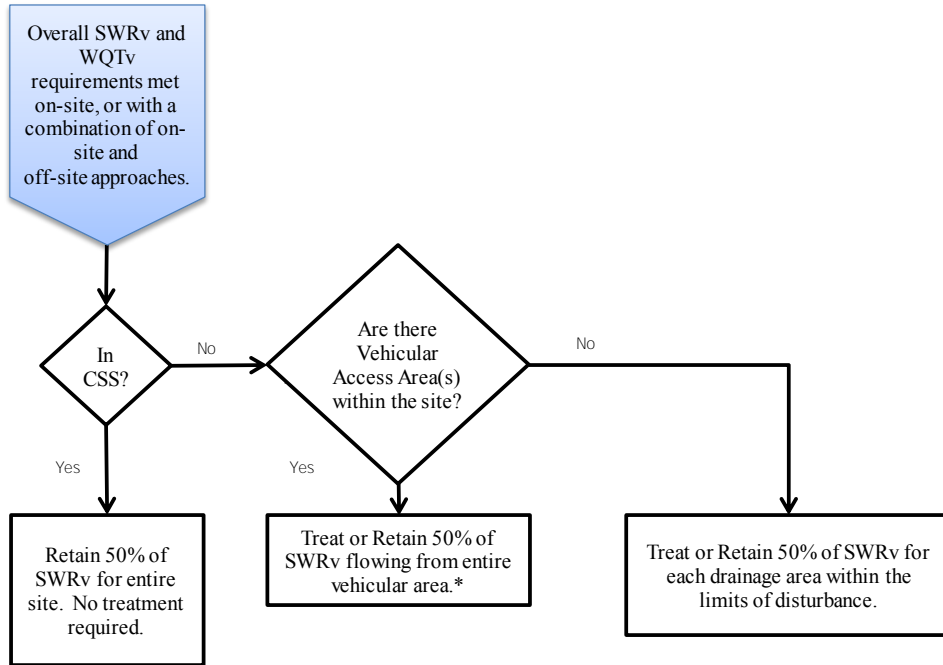 Overall SWRv and
WQTv
requirements met
on-site, or with a
combination of on-
site and
off-site approaches.
In
CSS?
No
Are there
Vehicular
Access Area(s)
within the site?
No
Yes
Yes
Retain 50% of
SWRv for entire
site. No treatment
required.
Treat or Retain 50% of
SWRv flowing from entire
vehicular area.*
Treat or Retain 50% of SWRv for
each drainage area within the
limits of disturbance.